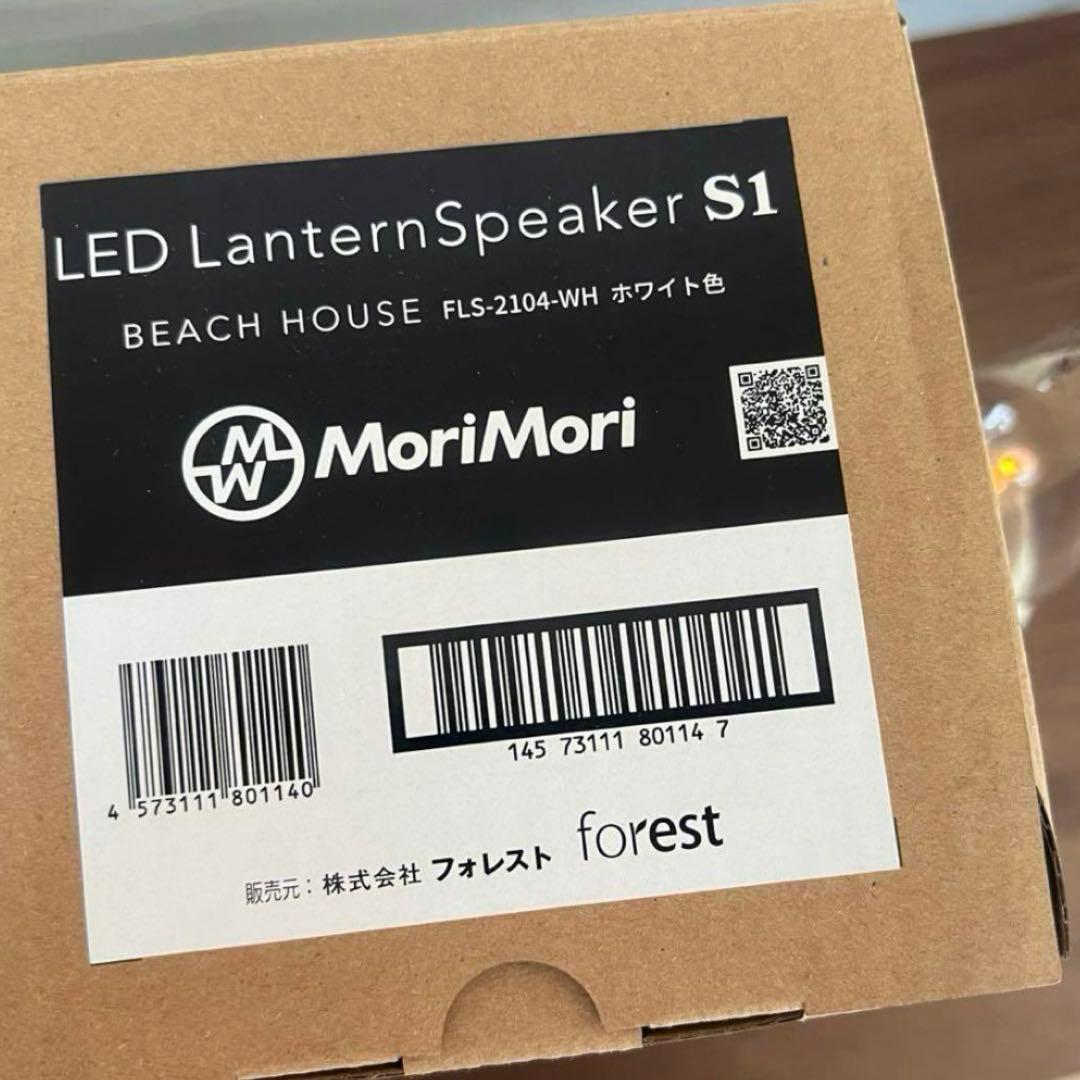 LED LanternSpeaker S1
BEACH HOUSE FLS-2104-WH ホワイト色
MW MoriMori
4 573111 801140
145 73111 80114 7
販売元：株式会社 フォレスト forest